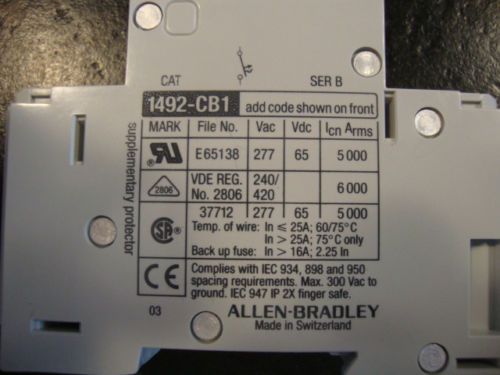 CAT SER B
1492-CB1 add code shown on front
MARK File No. Vac Vdc Icn Arms
E65138 277 65 5 000
2806 VDE REG. No. 2806 240/ 420 6 000
SA 37712 277 65 5 000
Temp. of wire: In ≤ 25A; 60/75°C
In > 25A; 75°C only
Back up fuse: In > 16A; 2.25 In
CE Complies with IEC 934, 898 and 950
spacing requirements. Max. 300 Vac to
ground. IEC 947 IP 2X finger safe.
03 ALLEN-BRADLEY
Made in Switzerland
supplementary protector